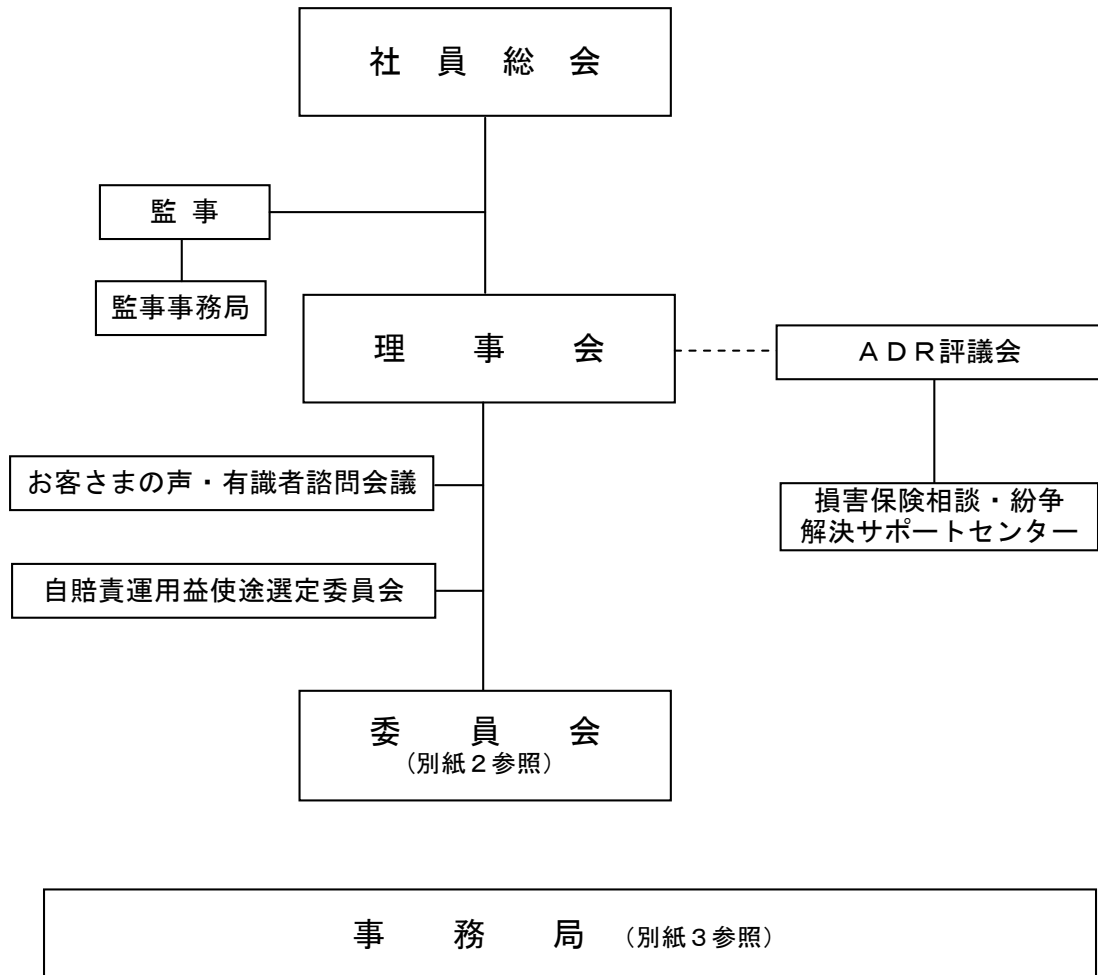 社員総会
監事
監事事務局
理事会
ADR評議会
お客さまの声・有識者諮問会議
損害保険相談・紛争
解決サポートセンター
自賠責運用益使途選定委員会
委員会
(別紙2参照)
事務局 (別紙3参照)